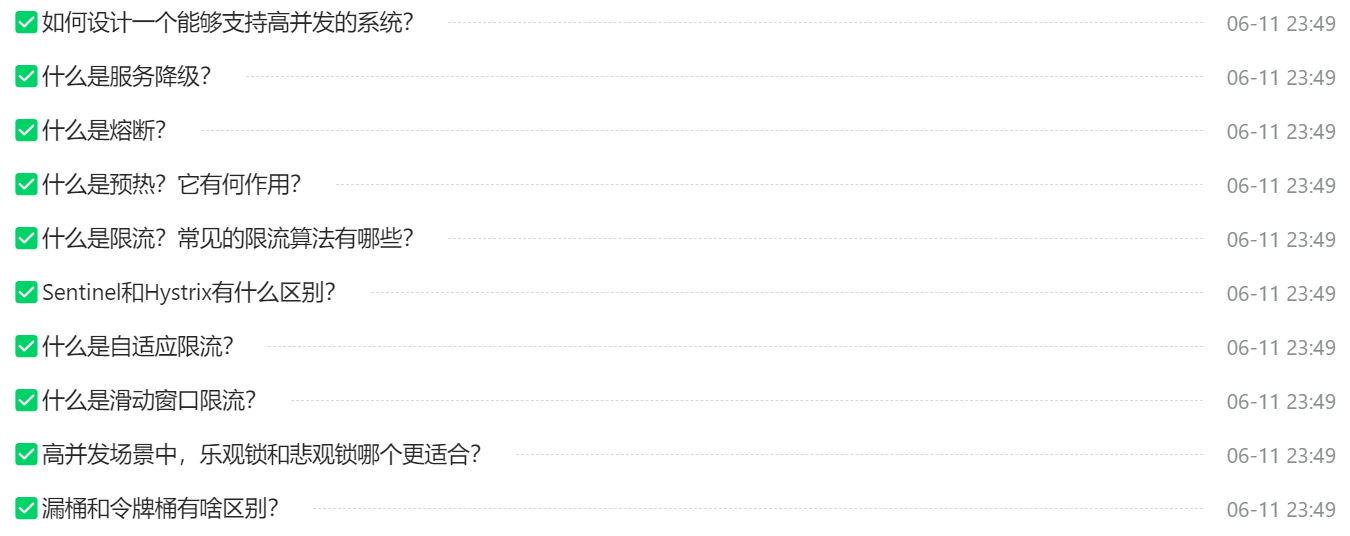 如何设计一个能够支持高并发的系统? 06-11 23:49
什么是服务降级? 06-11 23:49
什么是熔断? 06-11 23:49
什么是预热？它有何作用? 06-11 23:49
什么是限流？常见的限流算法有哪些? 06-11 23:49
Sentinel和Hystrix有什么区别? 06-11 23:49
什么是自适应限流? 06-11 23:49
什么是滑动窗口限流? 06-11 23:49
高并发场景中，乐观锁和悲观锁哪个更适合? 06-11 23:49
漏桶和令牌桶有啥区别? 06-11 23:49